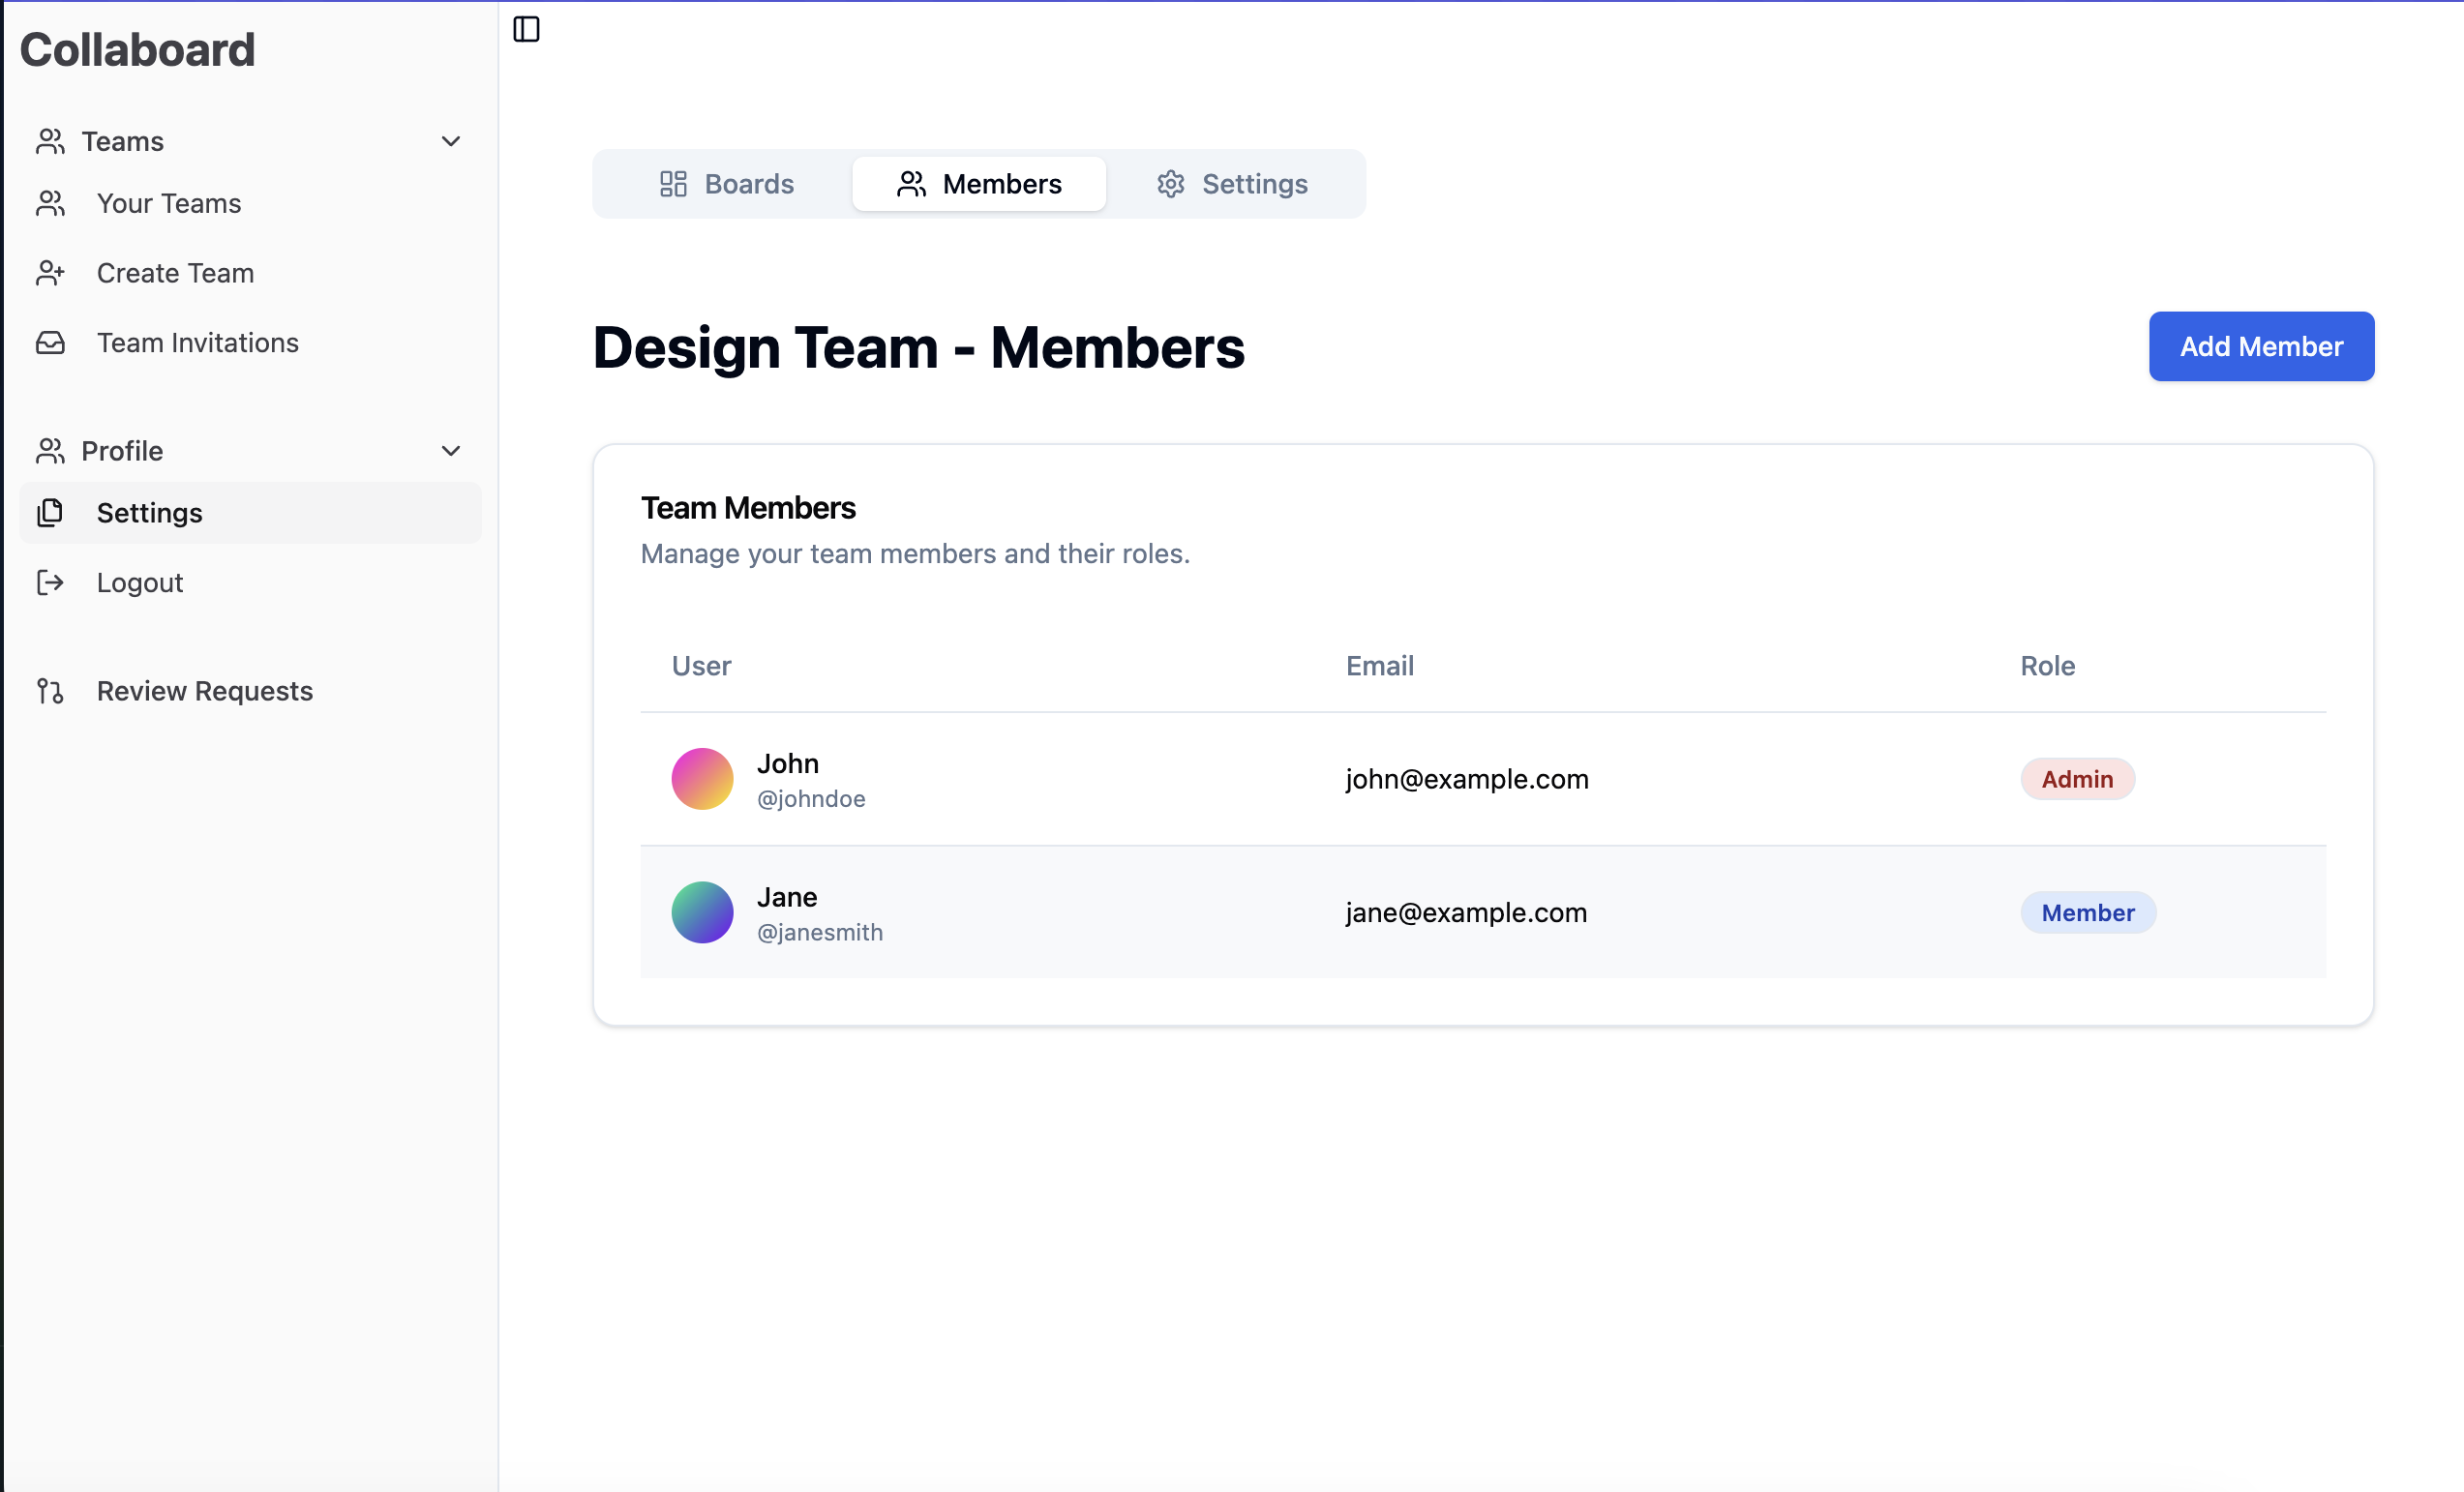 Collaboard
Teams
Your Teams
Create Team
Team Invitations
Profile
Settings
Logout
Review Requests
Boards
Members
Settings
Design Team - Members
Add Member
Team Members
Manage your team members and their roles.
User Email Role
John
@johndoe
john@example.com
Admin
Jane
@janesmith
jane@example.com
Member